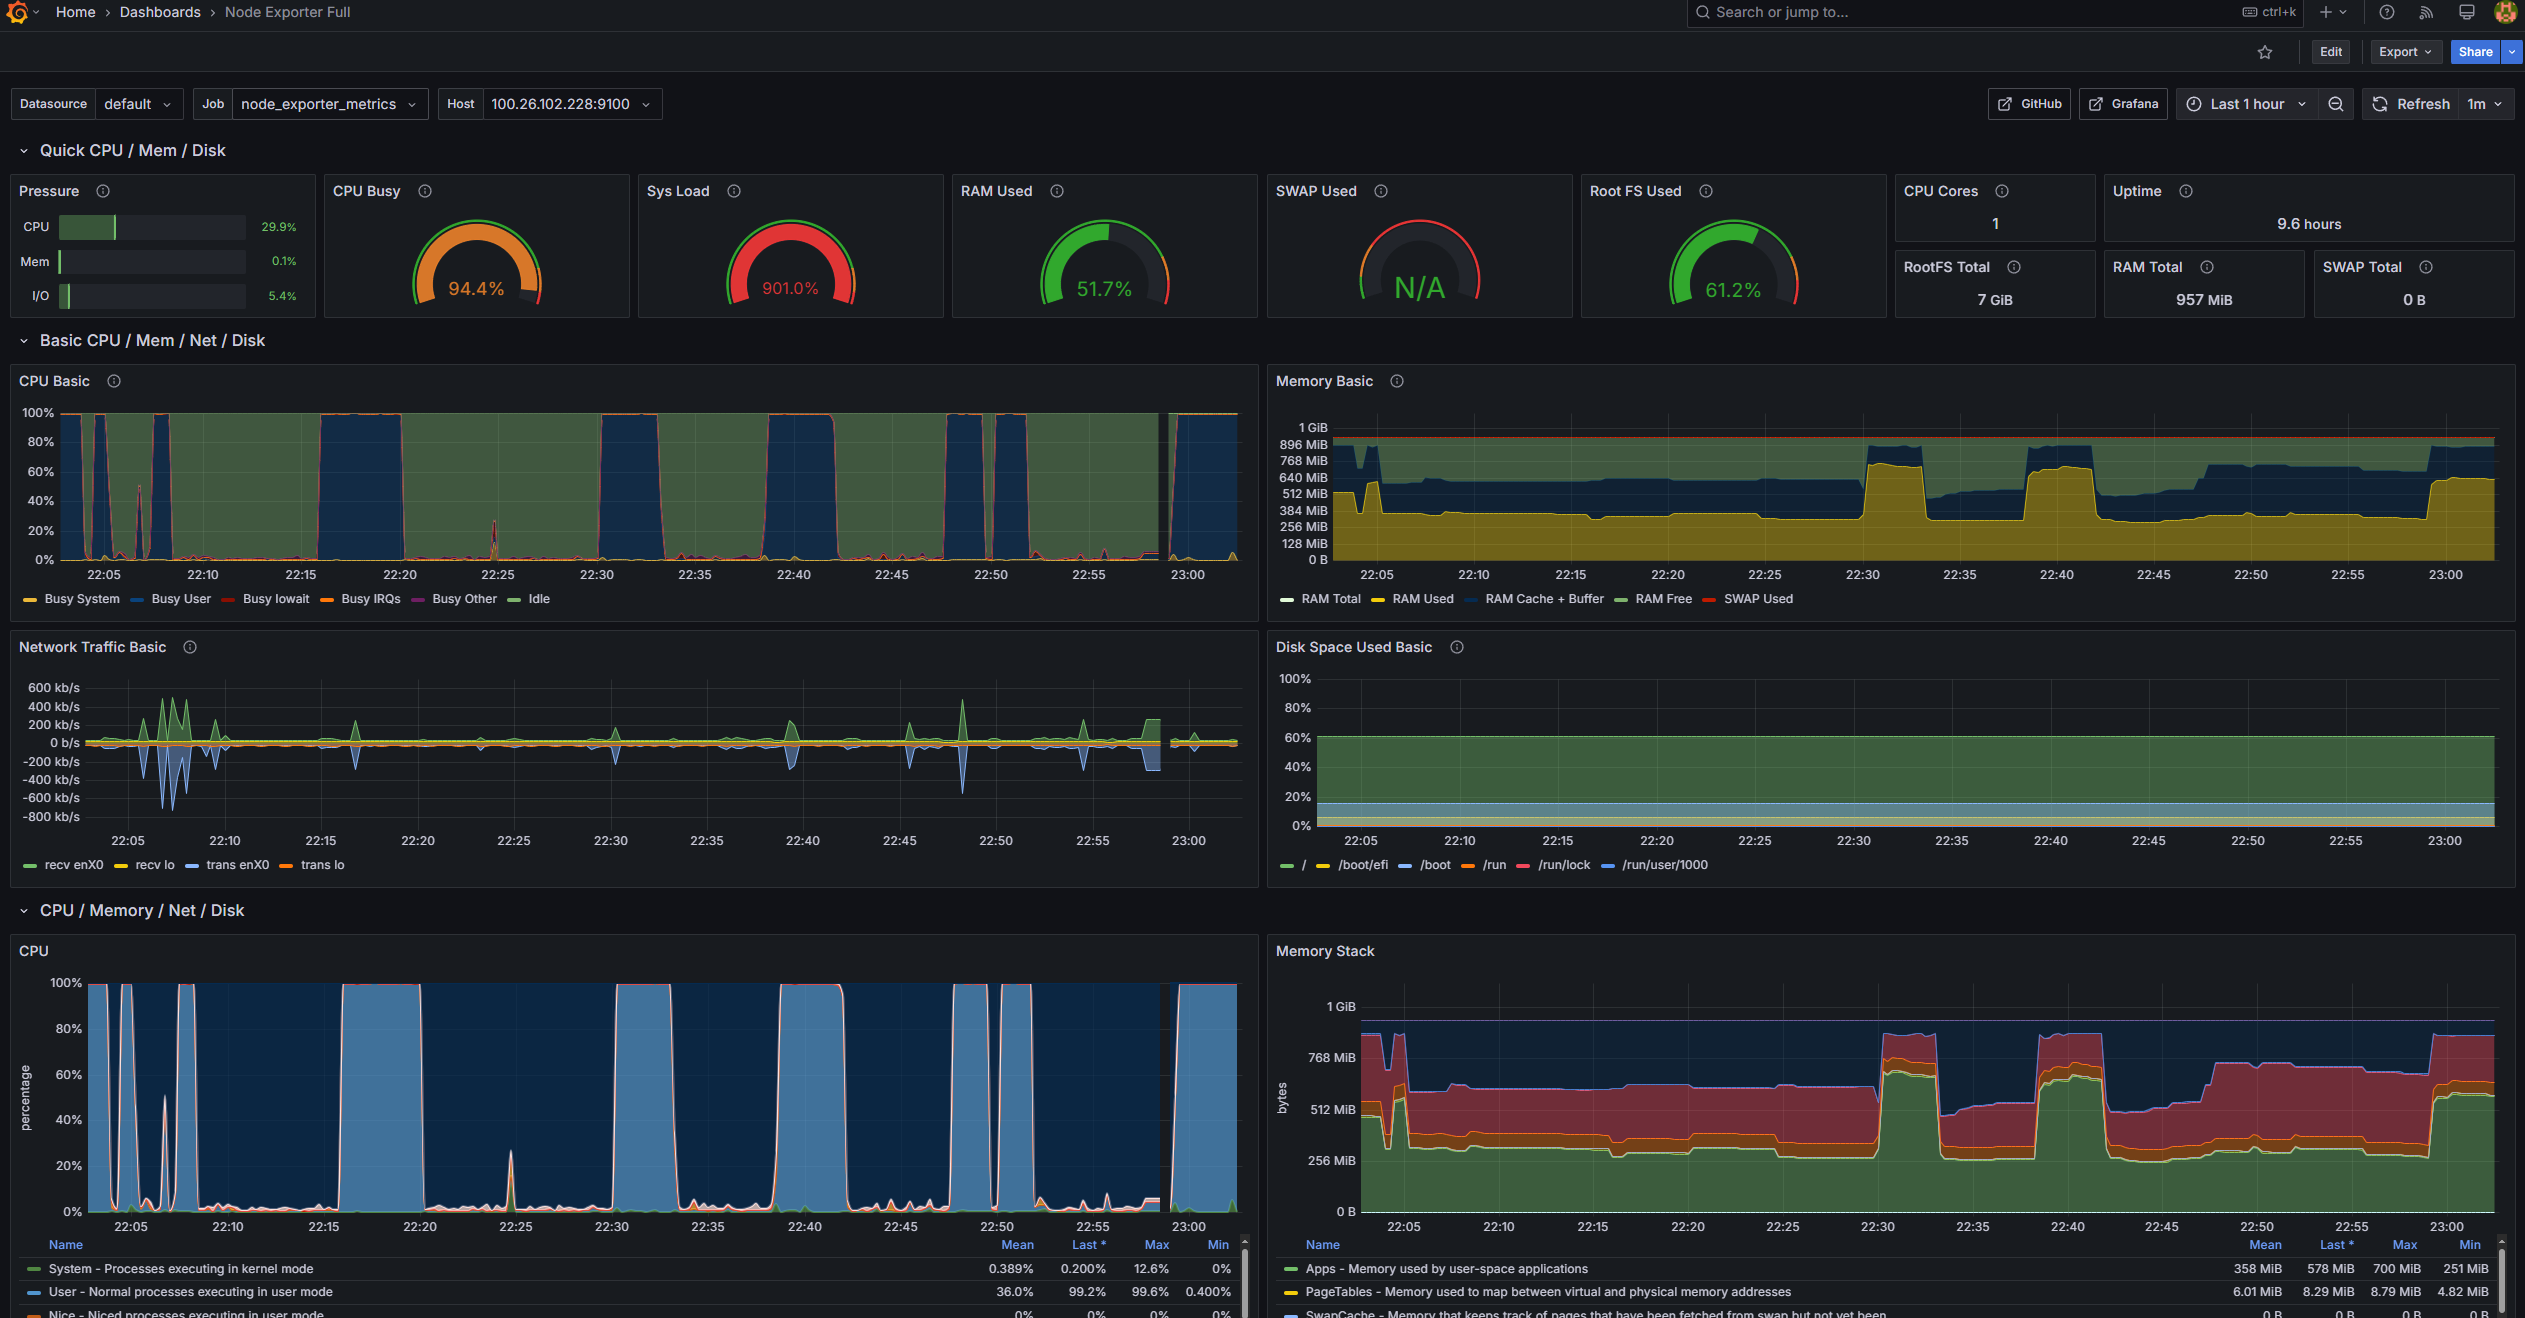 Home › Dashboards › Node Exporter Full
Search or jump to...
ctrl+k
Edit
Export
Share
Datasource default
Job node_exporter_metrics
Host 100.26.102.228:9100
GitHub
Grafana
Last 1 hour
Refresh 1m
Quick CPU / Mem / Disk
Pressure
CPU 29.9%
Mem 0.1%
I/O 5.4%
CPU Busy
94.4%
Sys Load
901.0%
RAM Used
51.7%
SWAP Used
N/A
Root FS Used
61.2%
CPU Cores
1
Uptime
9.6 hours
RootFS Total
7 GiB
RAM Total
957 MiB
SWAP Total
0 B
Basic CPU / Mem / Net / Disk
CPU Basic
100%
80%
60%
40%
20%
0%
22:05 22:10 22:15 22:20 22:25 22:30 22:35 22:40 22:45 22:50 22:55 23:00
Busy System Busy User Busy Iowait Busy IRQs Busy Other Idle
Memory Basic
1 GiB
896 MiB
768 MiB
640 MiB
512 MiB
384 MiB
256 MiB
128 MiB
0 B
22:05 22:10 22:15 22:20 22:25 22:30 22:35 22:40 22:45 22:50 22:55 23:00
RAM Total RAM Used RAM Cache + Buffer RAM Free SWAP Used
Network Traffic Basic
600 kb/s
400 kb/s
200 kb/s
0 b/s
-200 kb/s
-400 kb/s
-600 kb/s
-800 kb/s
22:05 22:10 22:15 22:20 22:25 22:30 22:35 22:40 22:45 22:50 22:55 23:00
recv enX0 recv lo trans enX0 trans lo
Disk Space Used Basic
100%
80%
60%
40%
20%
0%
22:05 22:10 22:15 22:20 22:25 22:30 22:35 22:40 22:45 22:50 22:55 23:00
/ /boot/efi /boot /run /run/lock /run/user/1000
CPU / Memory / Net / Disk
CPU
percentage
100%
80%
60%
40%
20%
0%
22:05 22:10 22:15 22:20 22:25 22:30 22:35 22:40 22:45 22:50 22:55 23:00
Name Mean Last * Max Min
System - Processes executing in kernel mode 0.389% 0.200% 12.6% 0%
User - Normal processes executing in user mode 36.0% 99.2% 99.6% 0.400%
Nice - Niced processes executing in user mode 0% 0% 0% 0%
Memory Stack
bytes
1 GiB
768 MiB
512 MiB
256 MiB
0 B
22:05 22:10 22:15 22:20 22:25 22:30 22:35 22:40 22:45 22:50 22:55 23:00
Name Mean Last * Max Min
Apps - Memory used by user-space applications 358 MiB 578 MiB 700 MiB 251 MiB
PageTables - Memory used to map between virtual and physical memory addresses 6.01 MiB 8.29 MiB 8.79 MiB 4.82 MiB
SwapCache - Memory that keeps track of pages that have been fetched from swap but not yet been 0 B 0 B 0 B 0 B